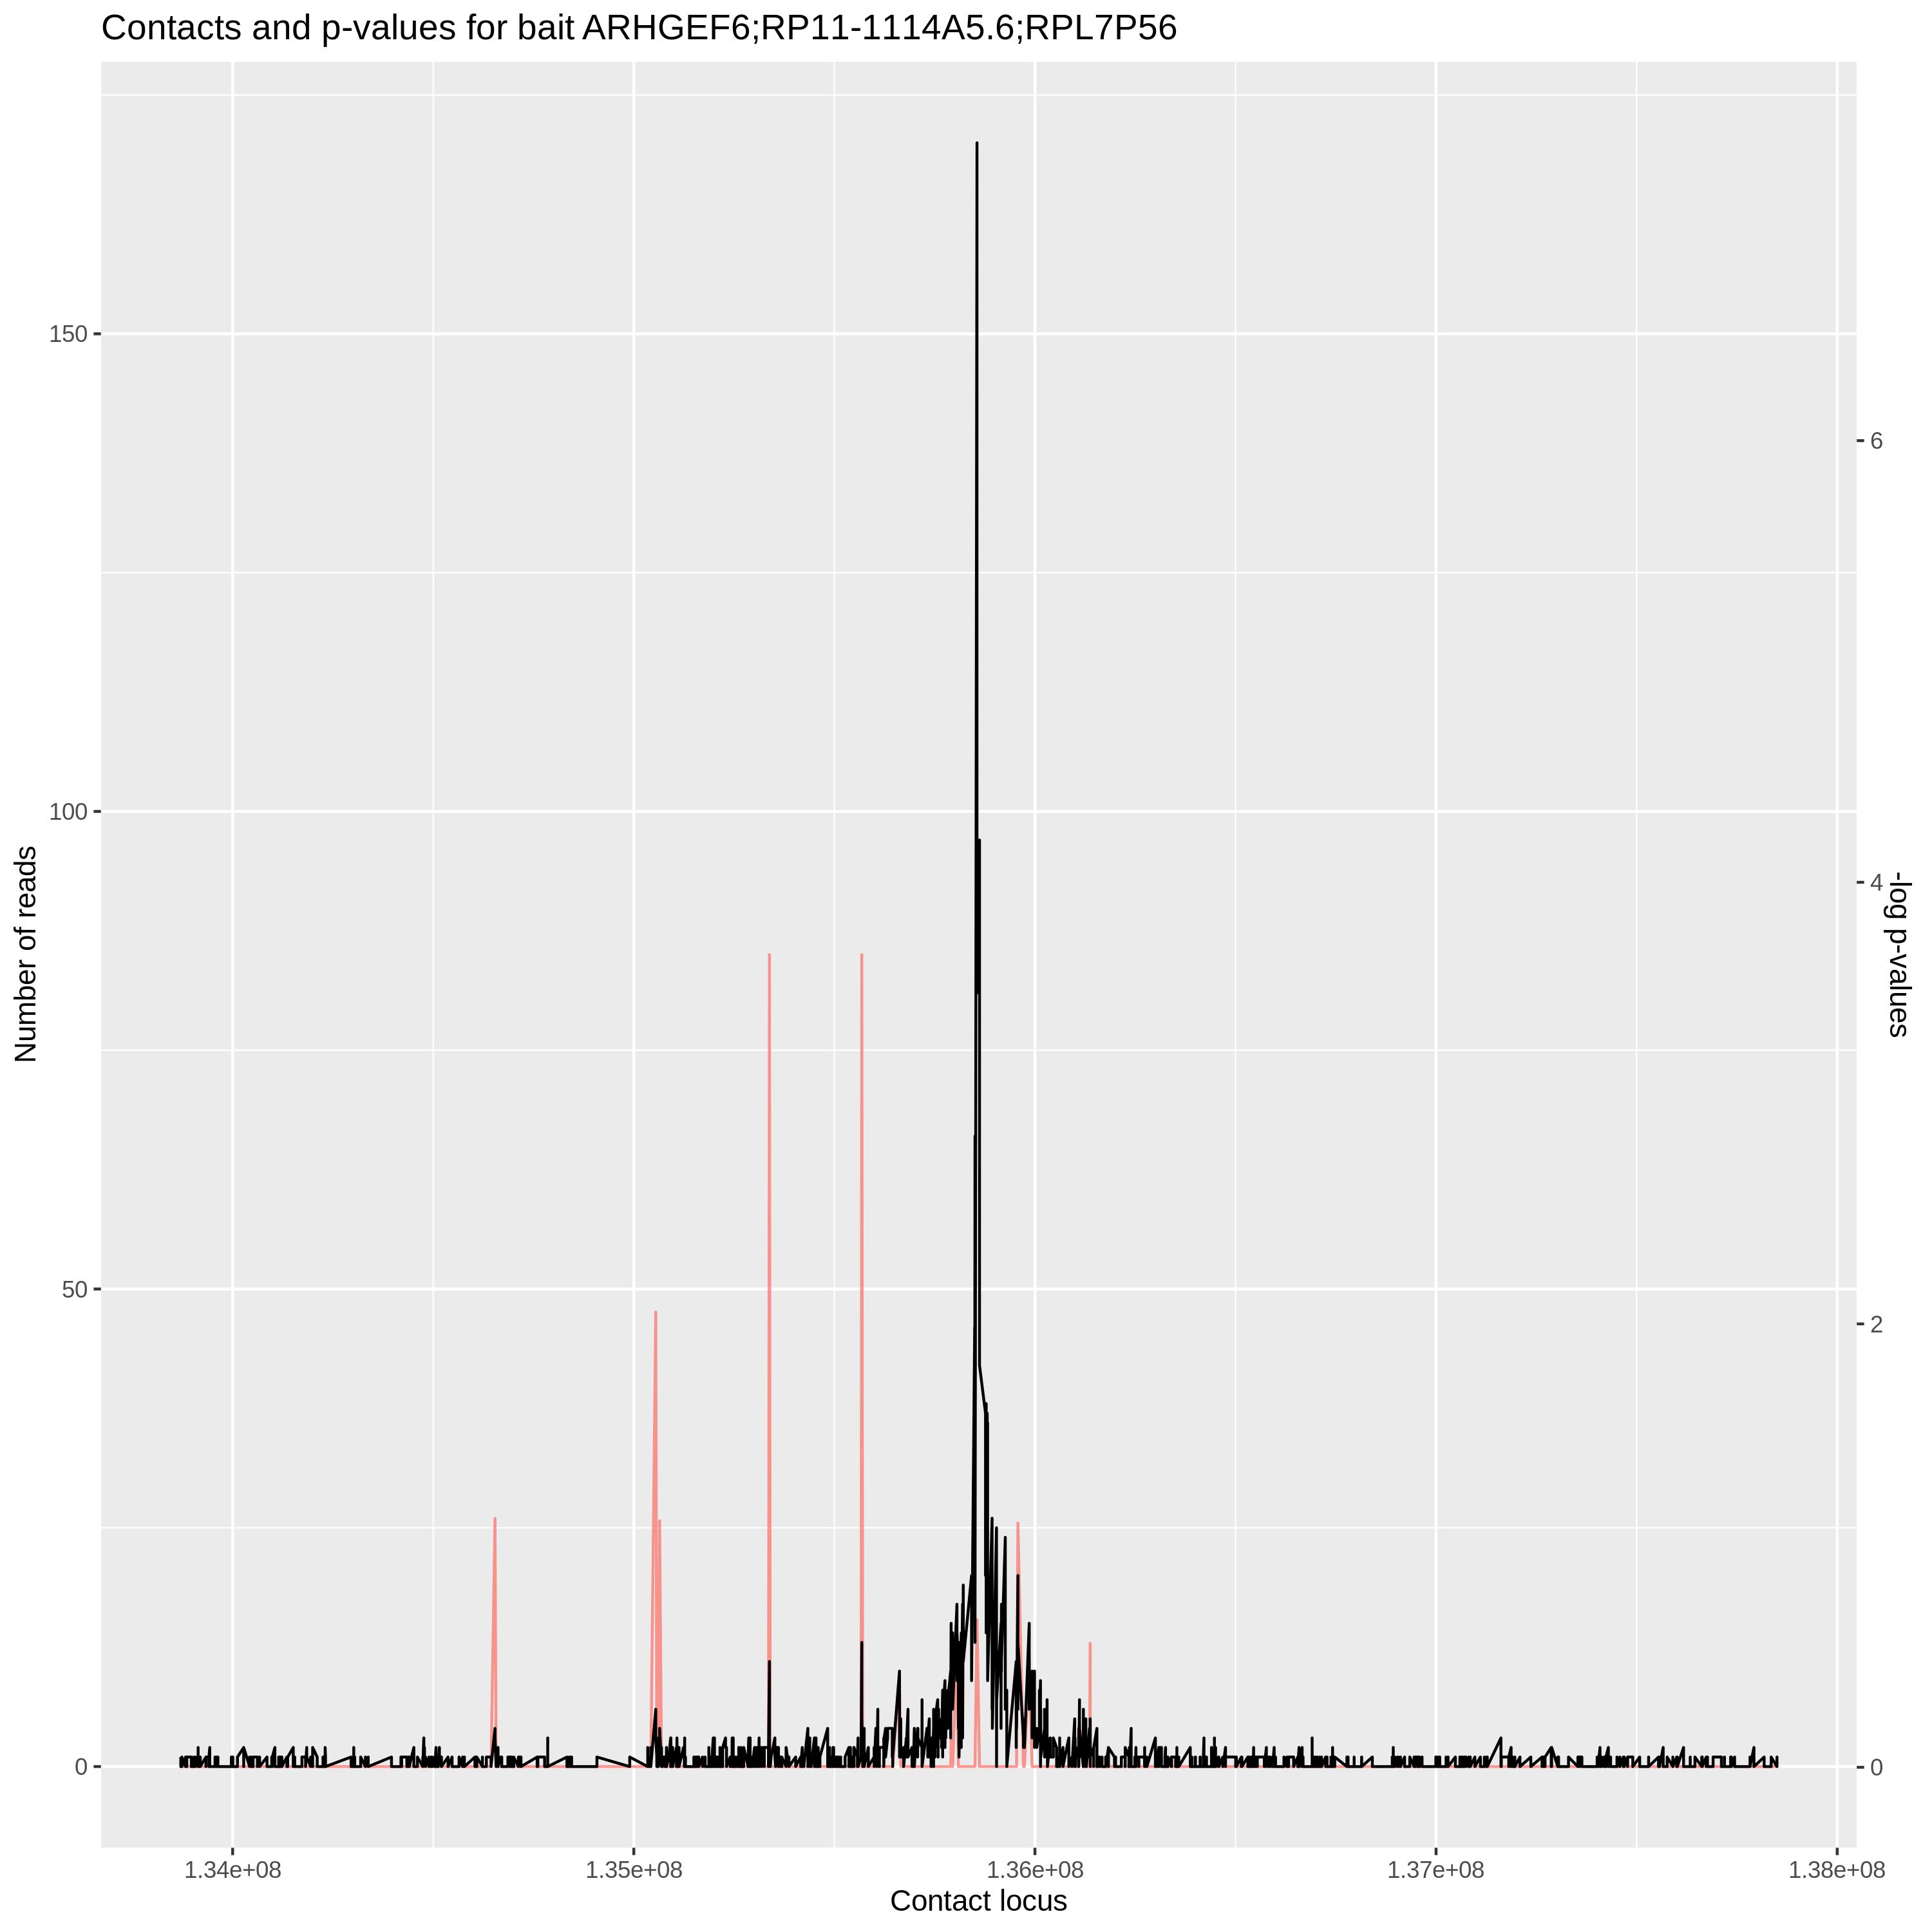 Contacts and p-values for bait ARHGEF6;RP11-1114A5.6;RPL7P56
150
100
50
0
Number of reads
6
4
2
0
-log p-values
1.34e+08
1.35e+08
1.36e+08
1.37e+08
1.38e+08
Contact locus